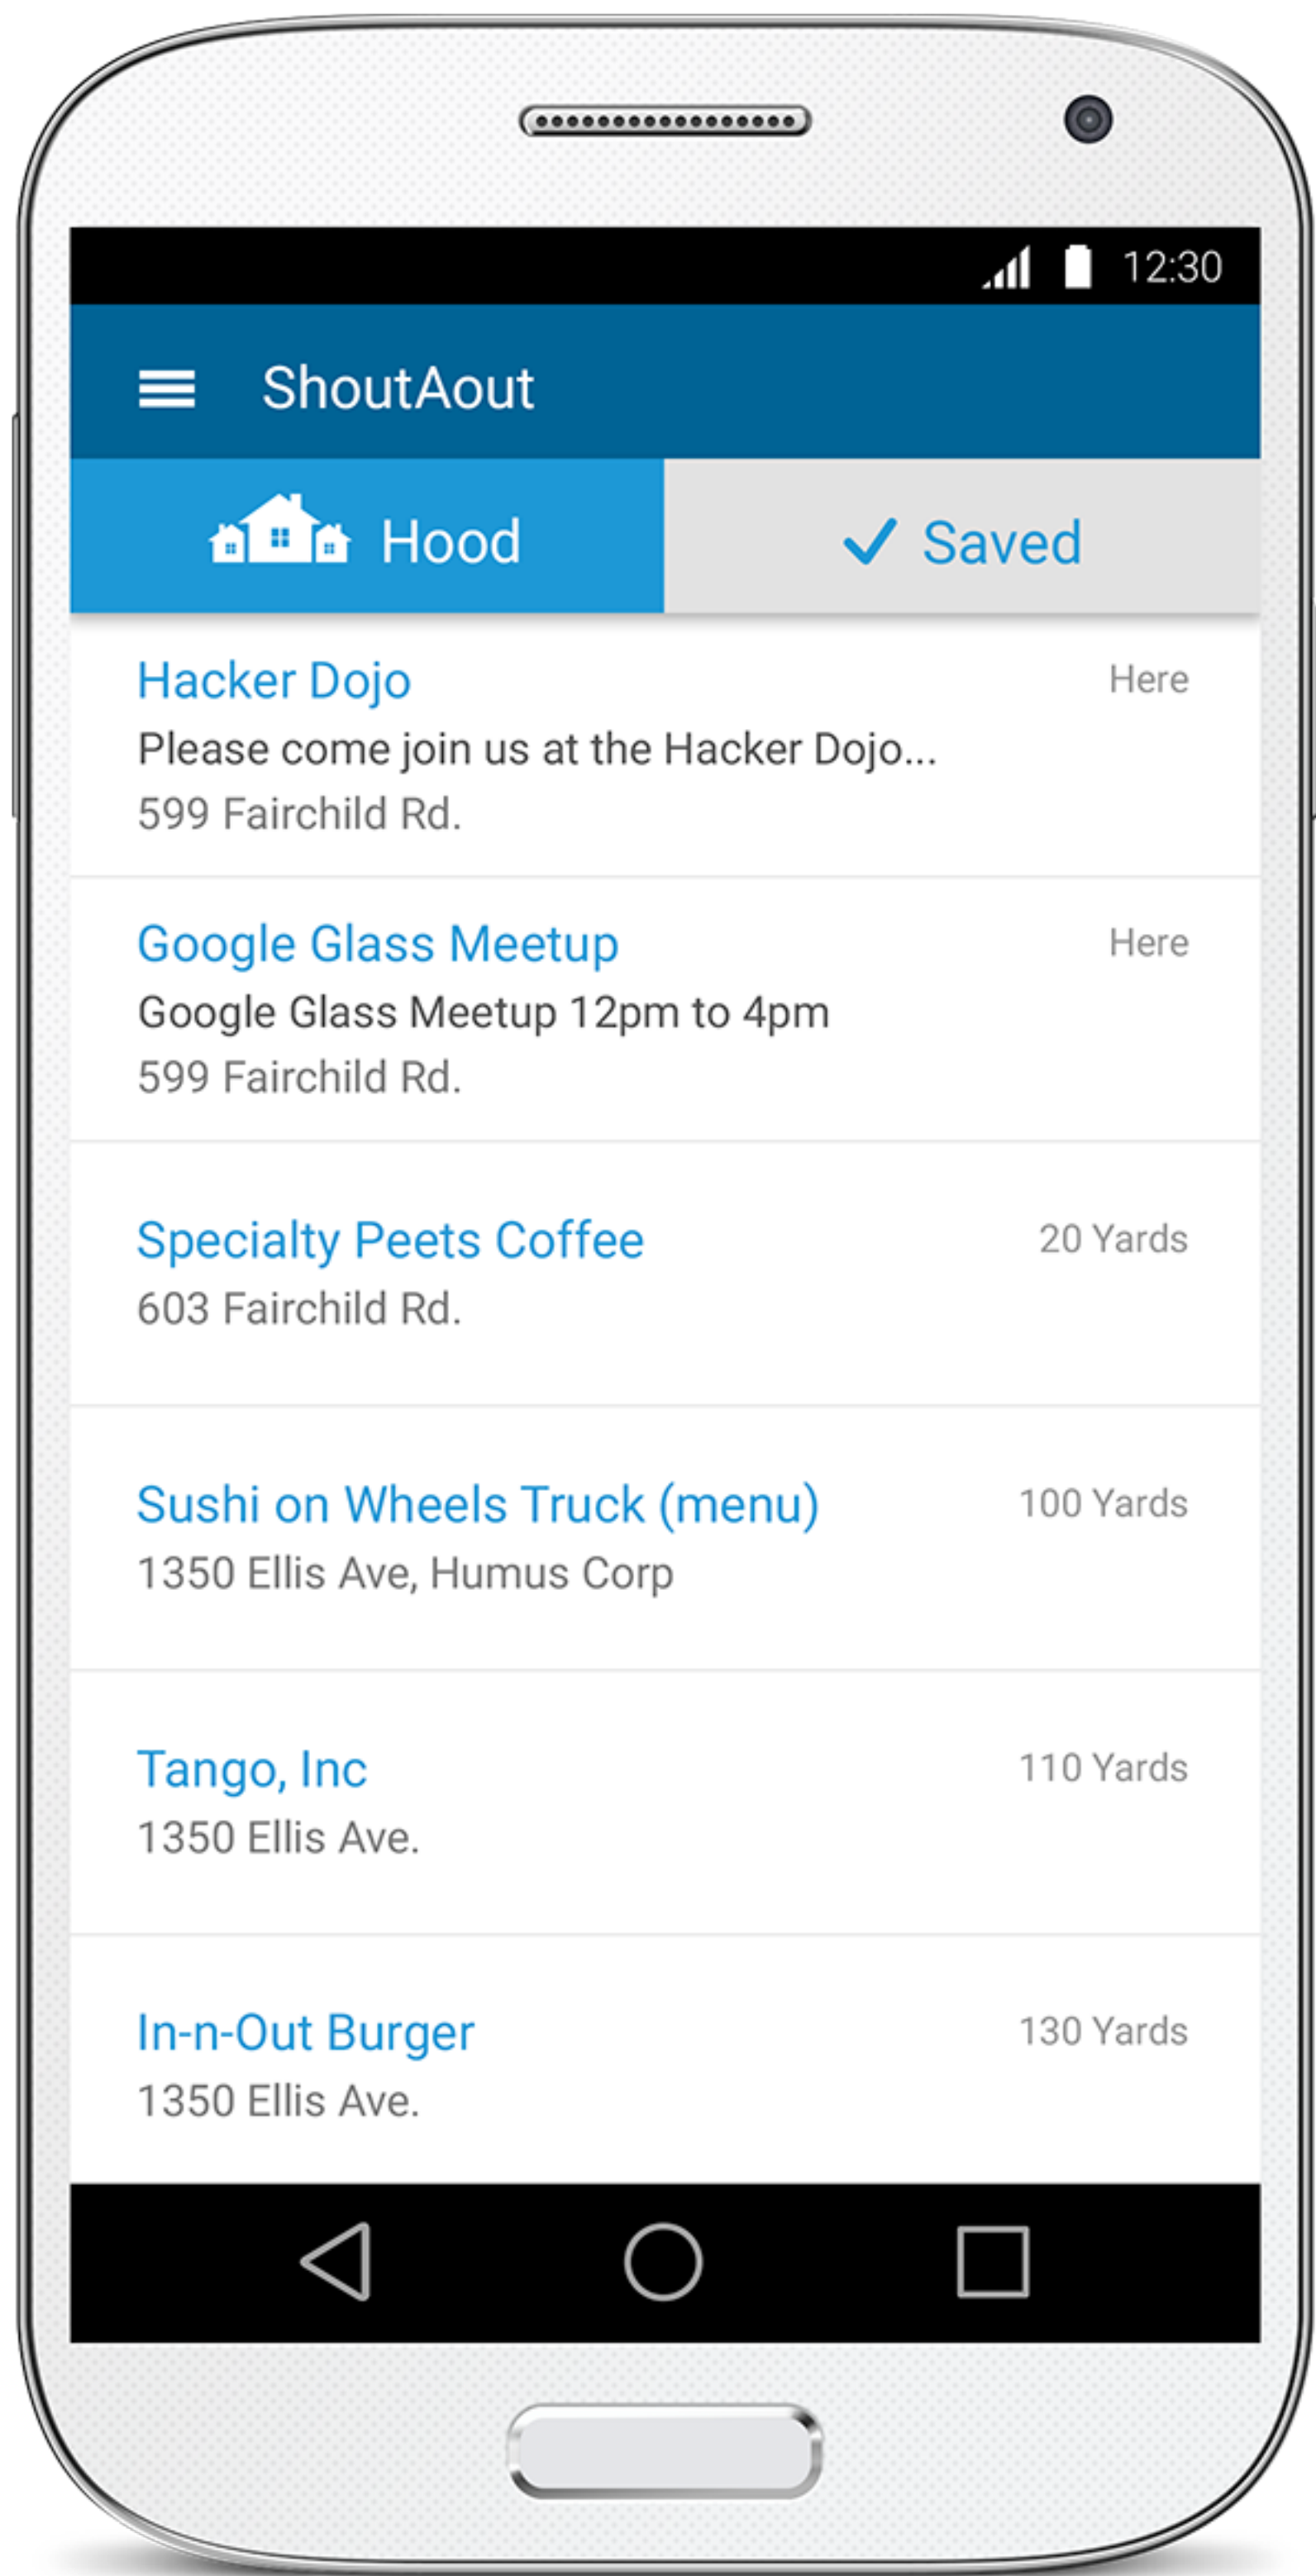 12:30
ShoutAout
Hood
Saved
Hacker Dojo
Here
Please come join us at the Hacker Dojo...
599 Fairchild Rd.
Google Glass Meetup
Here
Google Glass Meetup 12pm to 4pm
599 Fairchild Rd.
Specialty Peets Coffee
20 Yards
603 Fairchild Rd.
Sushi on Wheels Truck (menu)
100 Yards
1350 Ellis Ave, Humus Corp
Tango, Inc
110 Yards
1350 Ellis Ave.
In-n-Out Burger
130 Yards
1350 Ellis Ave.